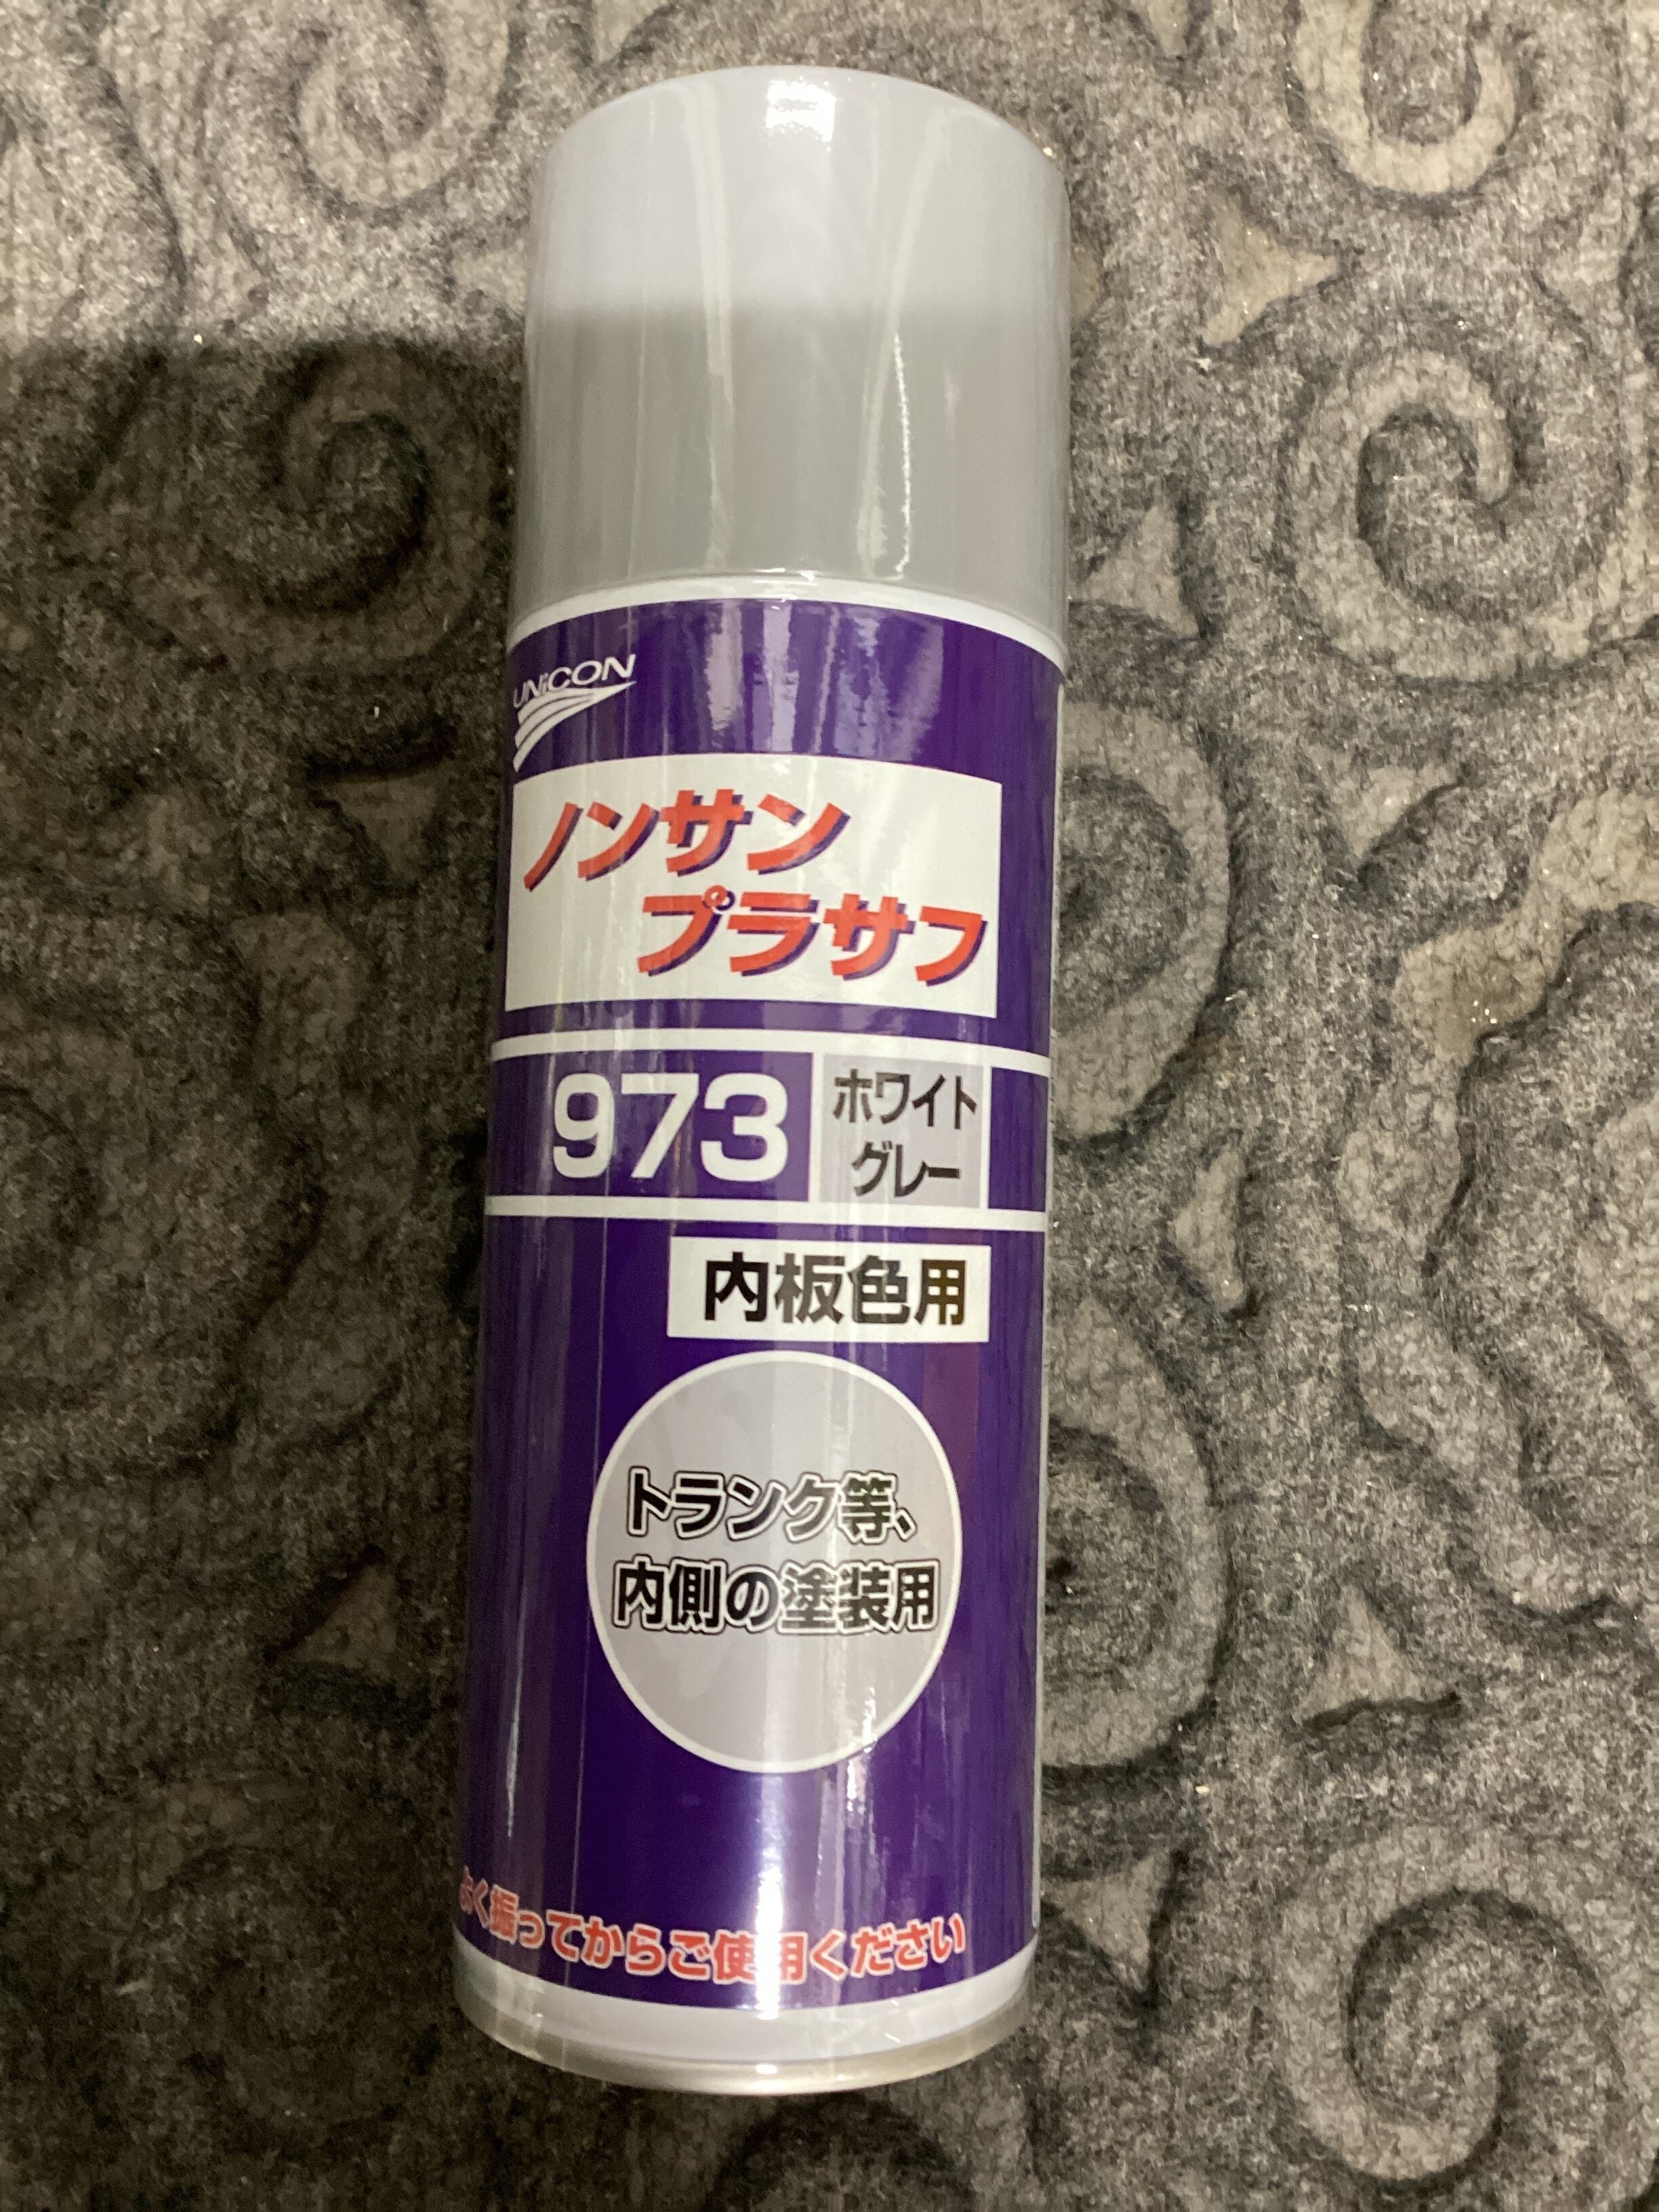 UNiCON
ノンサン
プラサフ
973
ホワイト
グレー
内板色用
トランク等、
内側の塗装用
よく振ってからご使用ください